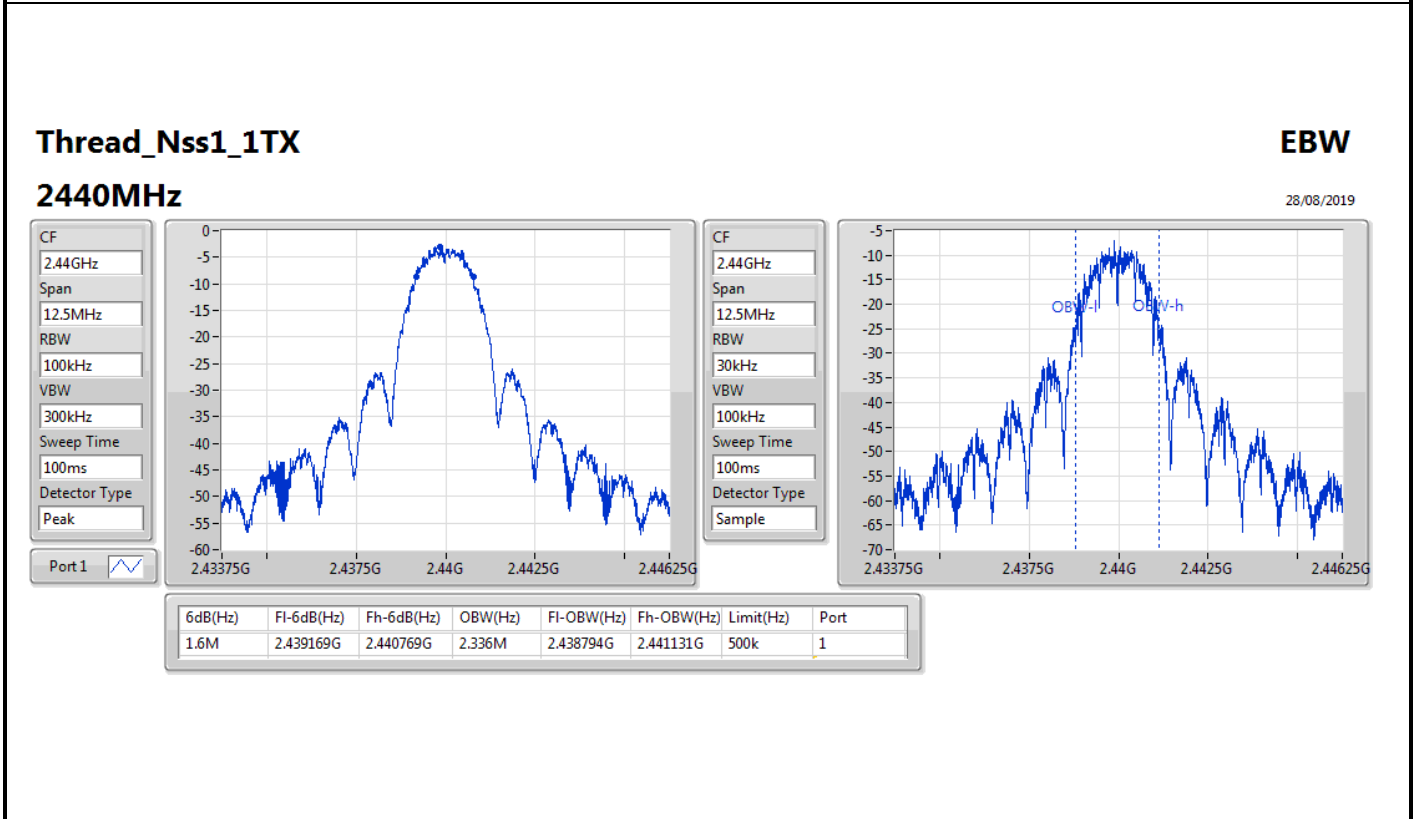 Thread_Nss1_1TX
EBW
2440MHz
28/08/2019
CF
2.44GHz
Span
12.5MHz
RBW
100kHz
VBW
300kHz
Sweep Time
100ms
Detector Type
Peak
Port 1
0
-5
-10
-15
-20
-25
-30
-35
-40
-45
-50
-55
-60
2.43375G 2.4375G 2.44G 2.4425G 2.44625G
CF
2.44GHz
Span
12.5MHz
RBW
30kHz
VBW
100kHz
Sweep Time
100ms
Detector Type
Sample
-5
-10
-15
-20
-25
-30
-35
-40
-45
-50
-55
-60
-65
-70
OBW-l OBW-h
2.43375G 2.4375G 2.44G 2.4425G 2.44625G
6dB(Hz) Fl-6dB(Hz) Fh-6dB(Hz) OBW(Hz) Fl-OBW(Hz) Fh-OBW(Hz) Limit(Hz) Port
1.6M 2.439169G 2.440769G 2.336M 2.438794G 2.441131G 500k 1